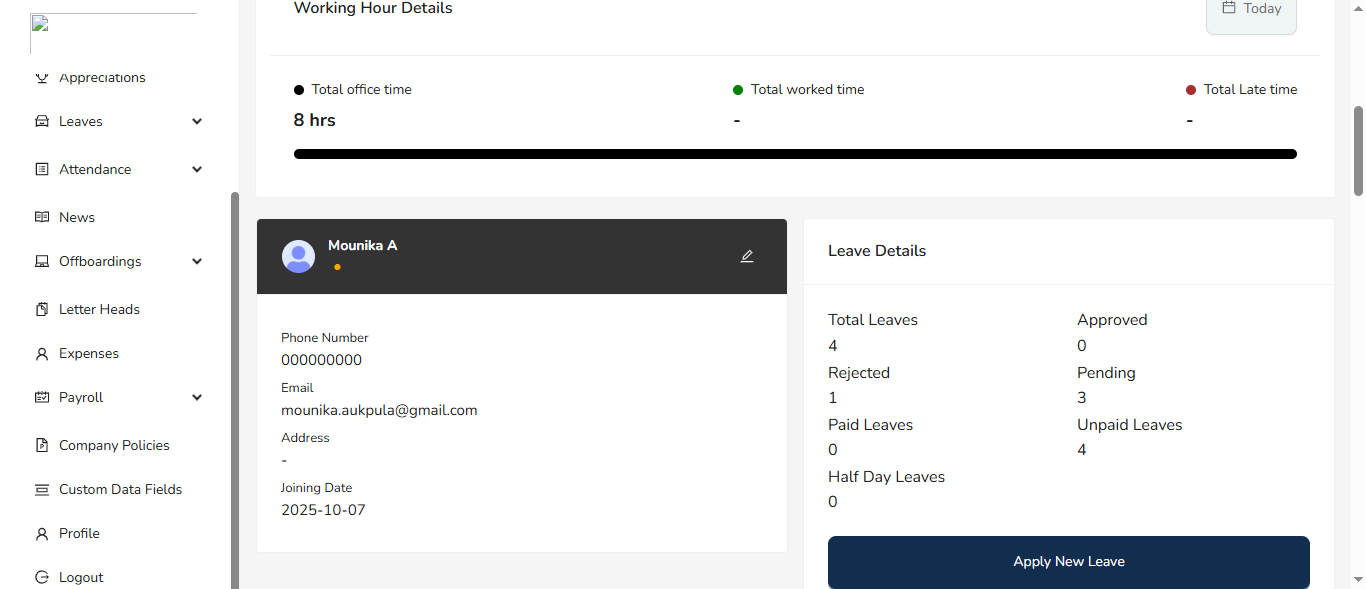 Appreciations
Leaves
Attendance
News
Offboardings
Letter Heads
Expenses
Payroll
Company Policies
Custom Data Fields
Profile
Logout
Working Hour Details
Today
Total office time
8 hrs
Total worked time
-
Total Late time
-
Mounika A
Phone Number
000000000
Email
mounika.aukpula@gmail.com
Address
-
Joining Date
2025-10-07
Leave Details
Total Leaves
4
Approved
0
Rejected
1
Pending
3
Paid Leaves
0
Unpaid Leaves
4
Half Day Leaves
0
Apply New Leave